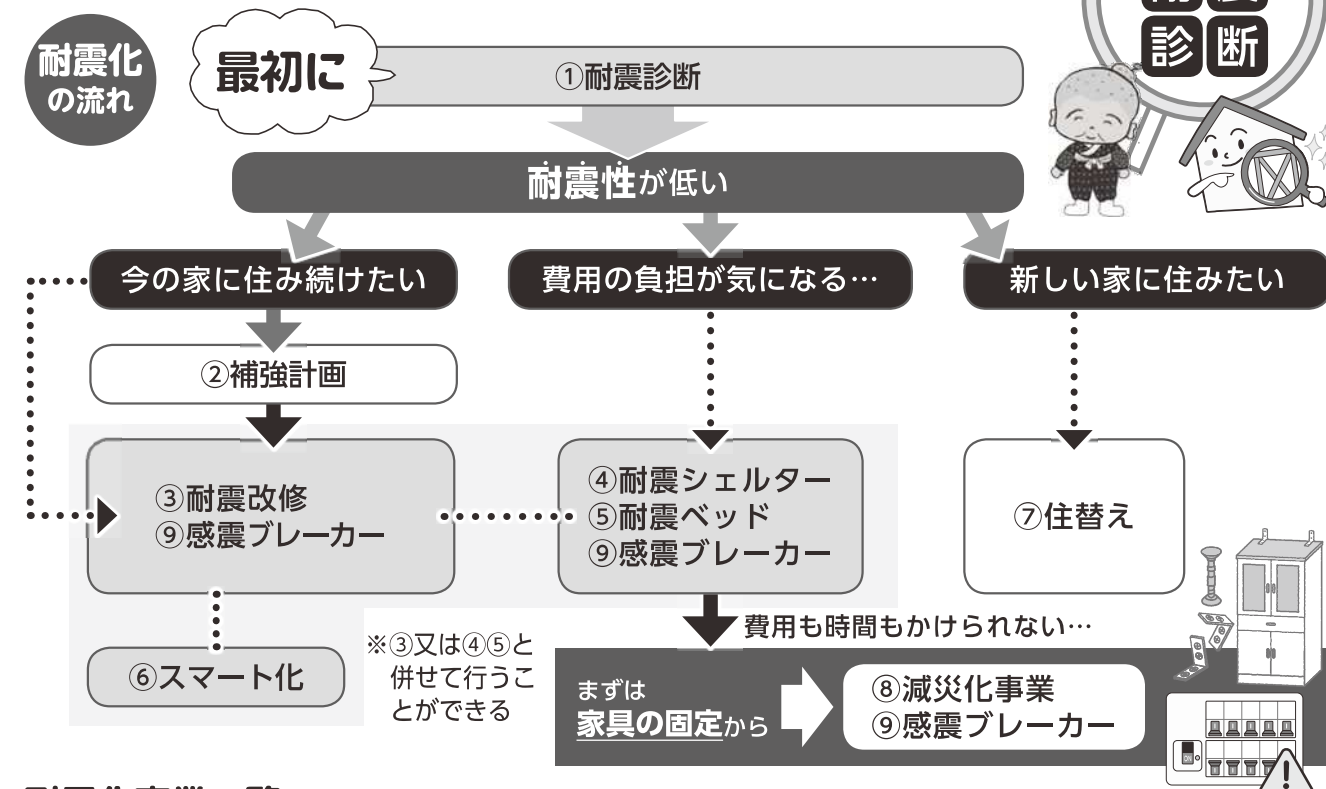 耐震化
の流れ
最初に
①耐震診断
診断
耐震性が低い
今の家に住み続けたい
費用の負担が気になる…
新しい家に住みたい
②補強計画
③耐震改修
⑨感震ブレーカー
④耐震シェルター
⑤耐震ベッド
⑨感震ブレーカー
⑦住替え
⑥スマート化
※③又は④⑤と
併せて行うこ
とができる
費用も時間もかけられない…
まずは
家具の固定から
⑧減災化事業
⑨感震ブレーカー